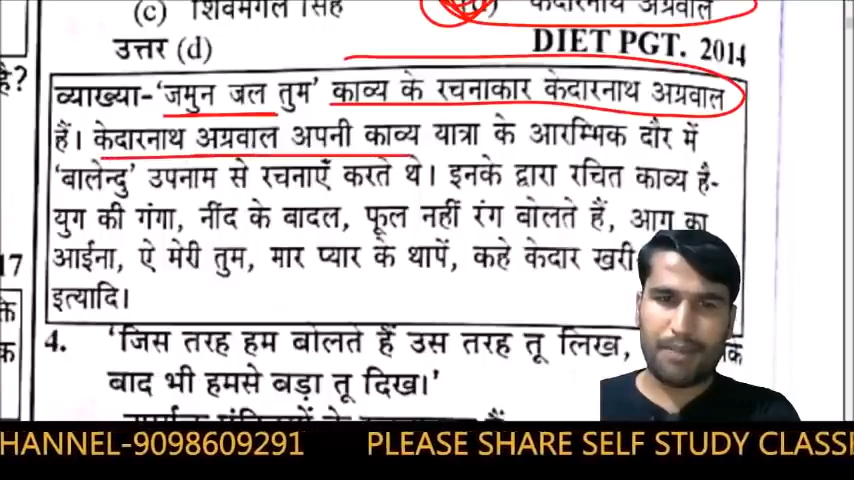 (c) शिवमंगल सिंह
केदारनाथ अग्रवाल
उत्तर (d)
DIET PGT. 2014
है?
व्याख्या-‘जमुन जल तुम’ काव्य के रचनाकार केदारनाथ अग्रवाल
हैं। केदारनाथ अग्रवाल अपनी काव्य यात्रा के आरम्भिक दौर में
‘बालेन्दु’ उपनाम से रचनाएँ करते थे। इनके द्वारा रचित काव्य है-
युग की गंगा, नींद के बादल, फूल नहीं रंग बोलते हैं, आग का
17 आईना, ऐ मेरी तुम, मार प्यार के थापें, कहे केदार खरी
इत्यादि।
4. ‘जिस तरह हम बोलते हैं उस तरह तू लिख,
बाद भी हमसे बड़ा तू दिख।’
HANNEL-9098609291 PLEASE SHARE SELF STUDY CLASSE